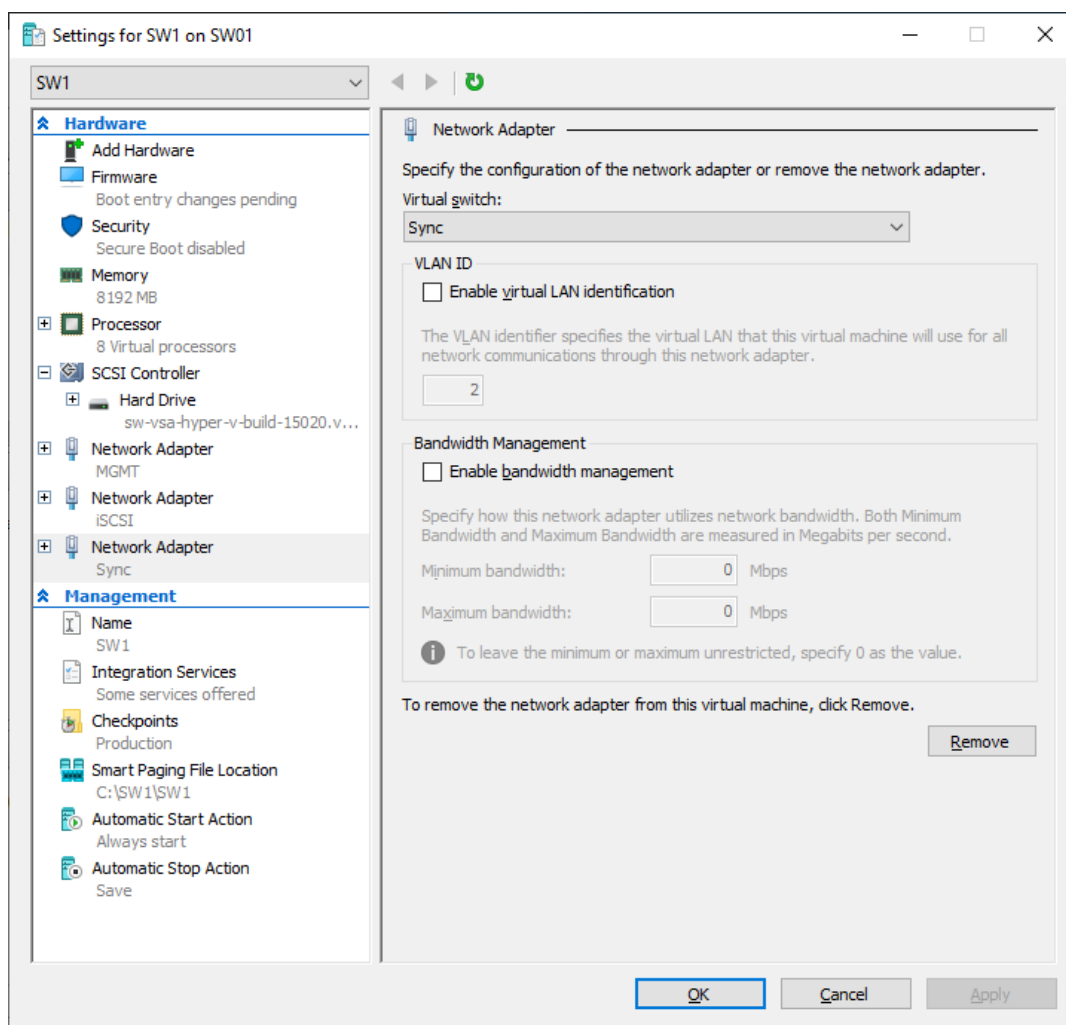 Settings for SW1 on SW01
SW1
Hardware
Add Hardware
Firmware
Boot entry changes pending
Security
Secure Boot disabled
Memory
8192 MB
Processor
8 Virtual processors
SCSI Controller
Hard Drive
sw-vsa-hyper-v-build-15020.v...
Network Adapter
MGMT
Network Adapter
iSCSI
Network Adapter
Sync
Management
Name
SW1
Integration Services
Some services offered
Checkpoints
Production
Smart Paging File Location
C:\SW1\SW1
Automatic Start Action
Always start
Automatic Stop Action
Save
Network Adapter
Specify the configuration of the network adapter or remove the network adapter.
Virtual switch:
Sync
VLAN ID
Enable virtual LAN identification
The VLAN identifier specifies the virtual LAN that this virtual machine will use for all
network communications through this network adapter.
2
Bandwidth Management
Enable bandwidth management
Specify how this network adapter utilizes network bandwidth. Both Minimum
Bandwidth and Maximum Bandwidth are measured in Megabits per second.
Minimum bandwidth: 0 Mbps
Maximum bandwidth: 0 Mbps
To leave the minimum or maximum unrestricted, specify 0 as the value.
To remove the network adapter from this virtual machine, click Remove.
Remove
OK Cancel Apply